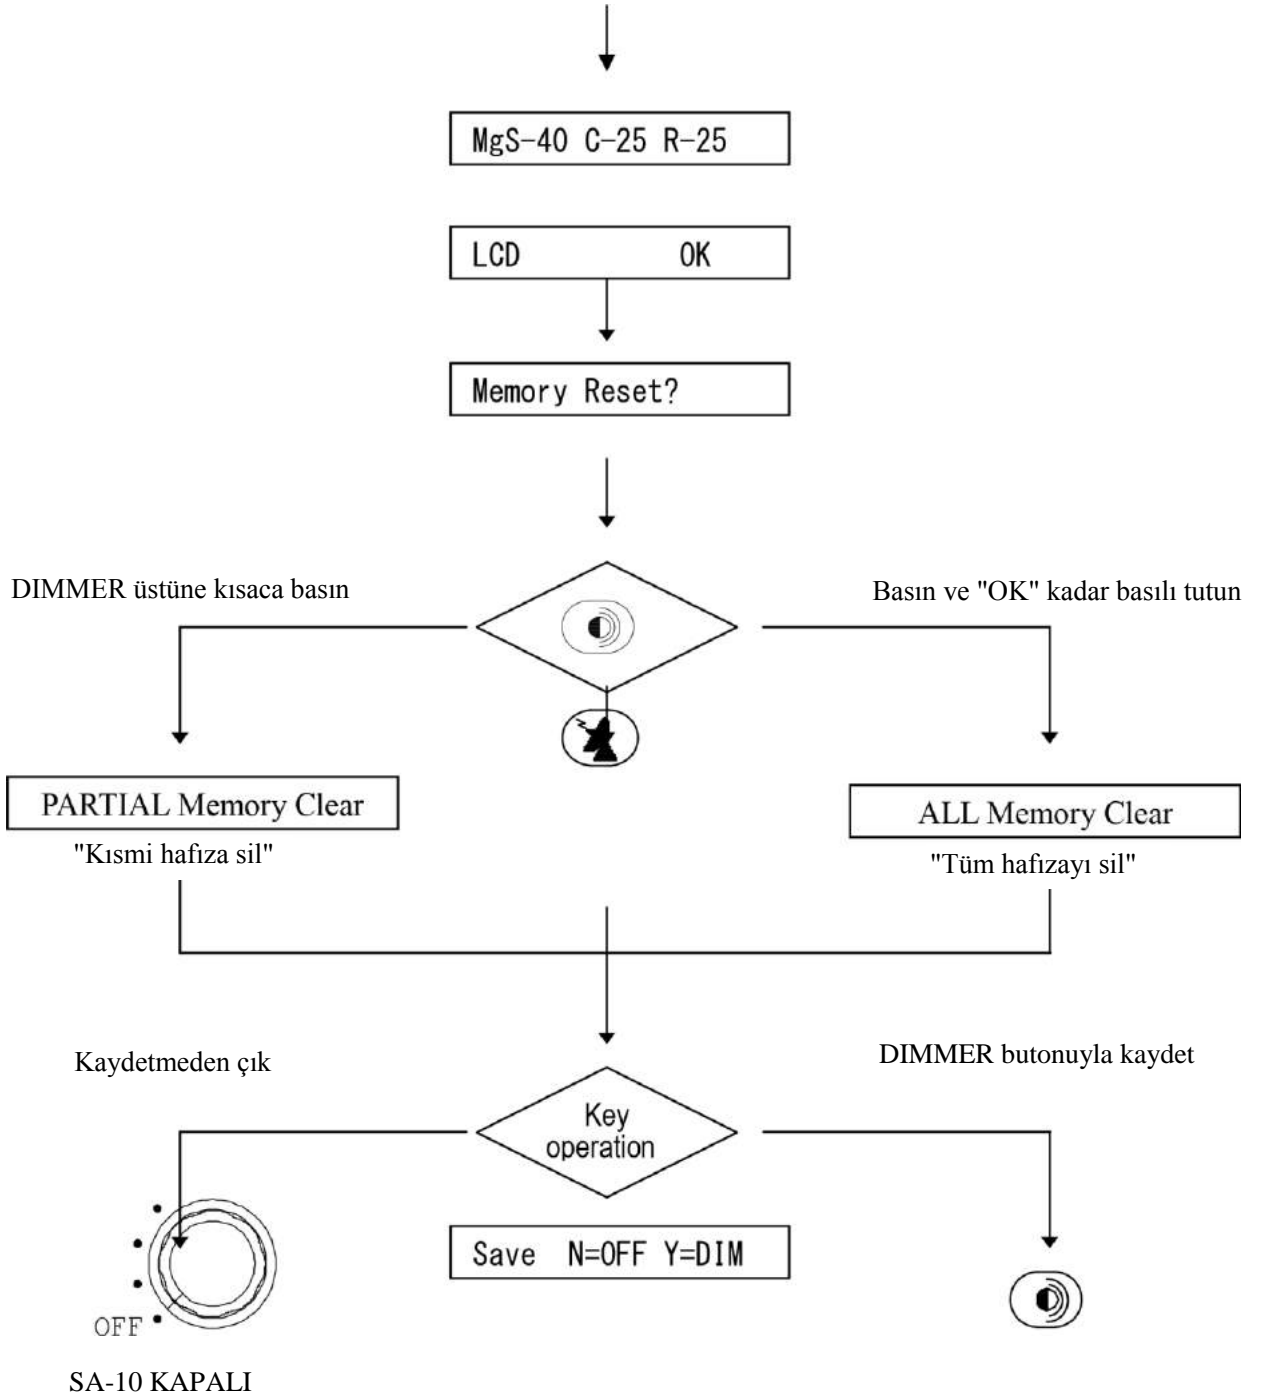 MgS-40 C-25 R-25
LCD OK
Memory Reset?
DIMMER üstüne kısaca basın
Basın ve "OK" kadar basılı tutun
PARTIAL Memory Clear
ALL Memory Clear
"Kısmi hafıza sil"
"Tüm hafızayı sil"
Kaydetmeden çık
DIMMER butonuyla kaydet
Key
operation
Save N=OFF Y=DIM
OFF
SA-10 KAPALI